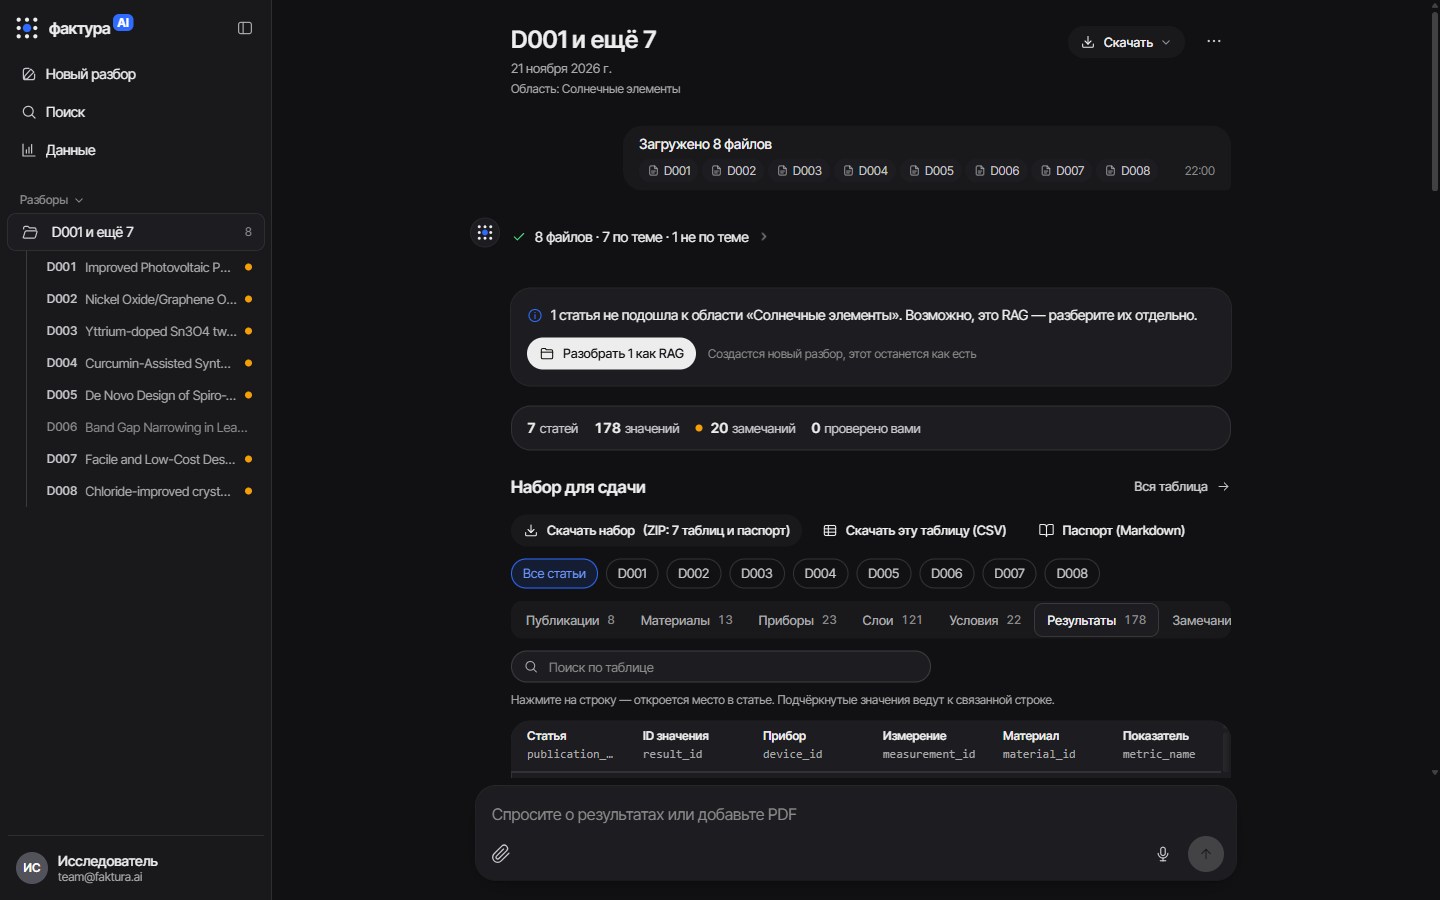 фактура AI
Новый разбор
Поиск
Данные
Разборы
D001 и ещё 7 8
D001 Improved Photovoltaic P...
D002 Nickel Oxide/Graphene O...
D003 Yttrium-doped Sn3O4 tw...
D004 Curcumin-Assisted Synt...
D005 De Novo Design of Spiro-...
D006 Band Gap Narrowing in Lea...
D007 Facile and Low-Cost Des...
D008 Chloride-improved cryst...
ИС
Исследователь
team@faktura.ai
D001 и ещё 7
21 ноября 2026 г.
Область: Солнечные элементы
Скачать
Загружено 8 файлов
D001 D002 D003 D004 D005 D006 D007 D008 22:00
8 файлов · 7 по теме · 1 не по теме
1 статья не подошла к области «Солнечные элементы». Возможно, это RAG — разберите их отдельно.
Разобрать 1 как RAG Создастся новый разбор, этот останется как есть
7 статей 178 значений 20 замечаний 0 проверено вами
Набор для сдачи Вся таблица →
Скачать набор (ZIP: 7 таблиц и паспорт) Скачать эту таблицу (CSV) Паспорт (Markdown)
Все статьи D001 D002 D003 D004 D005 D006 D007 D008
Публикации 8 Материалы 13 Приборы 23 Слои 121 Условия 22 Результаты 178 Замечани
Поиск по таблице
Нажмите на строку — откроется место в статье. Подчёркнутые значения ведут к связанной строке.
Статья ID значения Прибор Измерение Материал Показатель
publication_… result_id device_id measurement_id material_id metric_name
Спросите о результатах или добавьте PDF